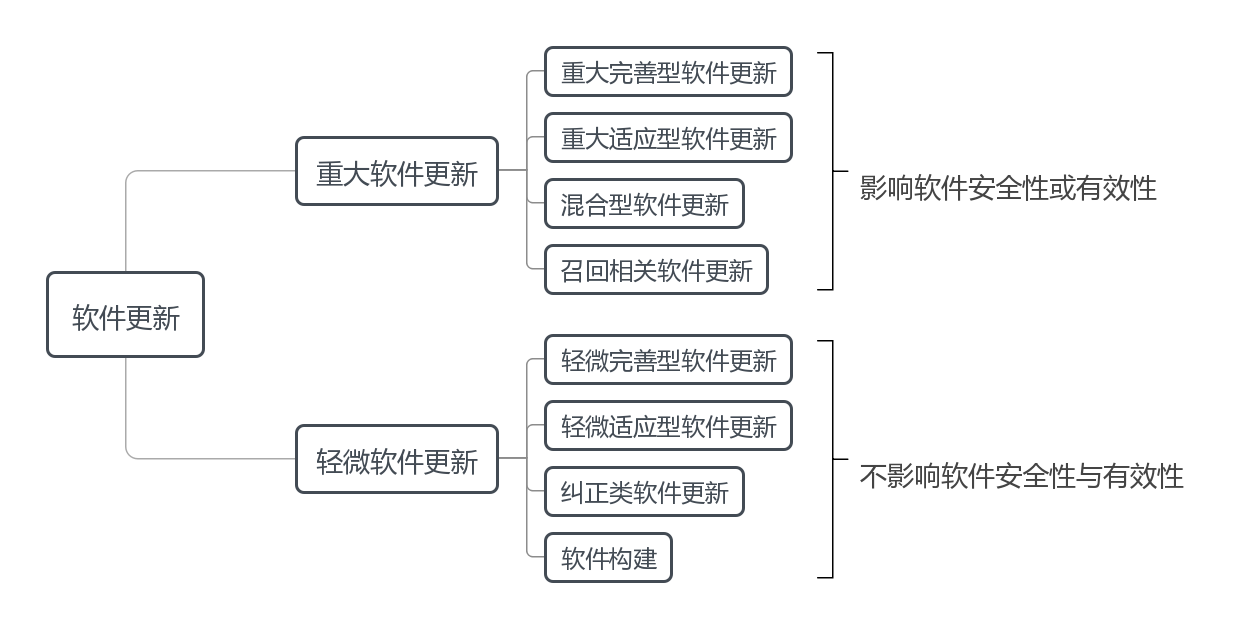 软件更新
重大软件更新
重大完善型软件更新
重大适应型软件更新
混合型软件更新
召回相关软件更新
影响软件安全性或有效性
轻微软件更新
轻微完善型软件更新
轻微适应型软件更新
纠正类软件更新
软件构建
不影响软件安全性与有效性